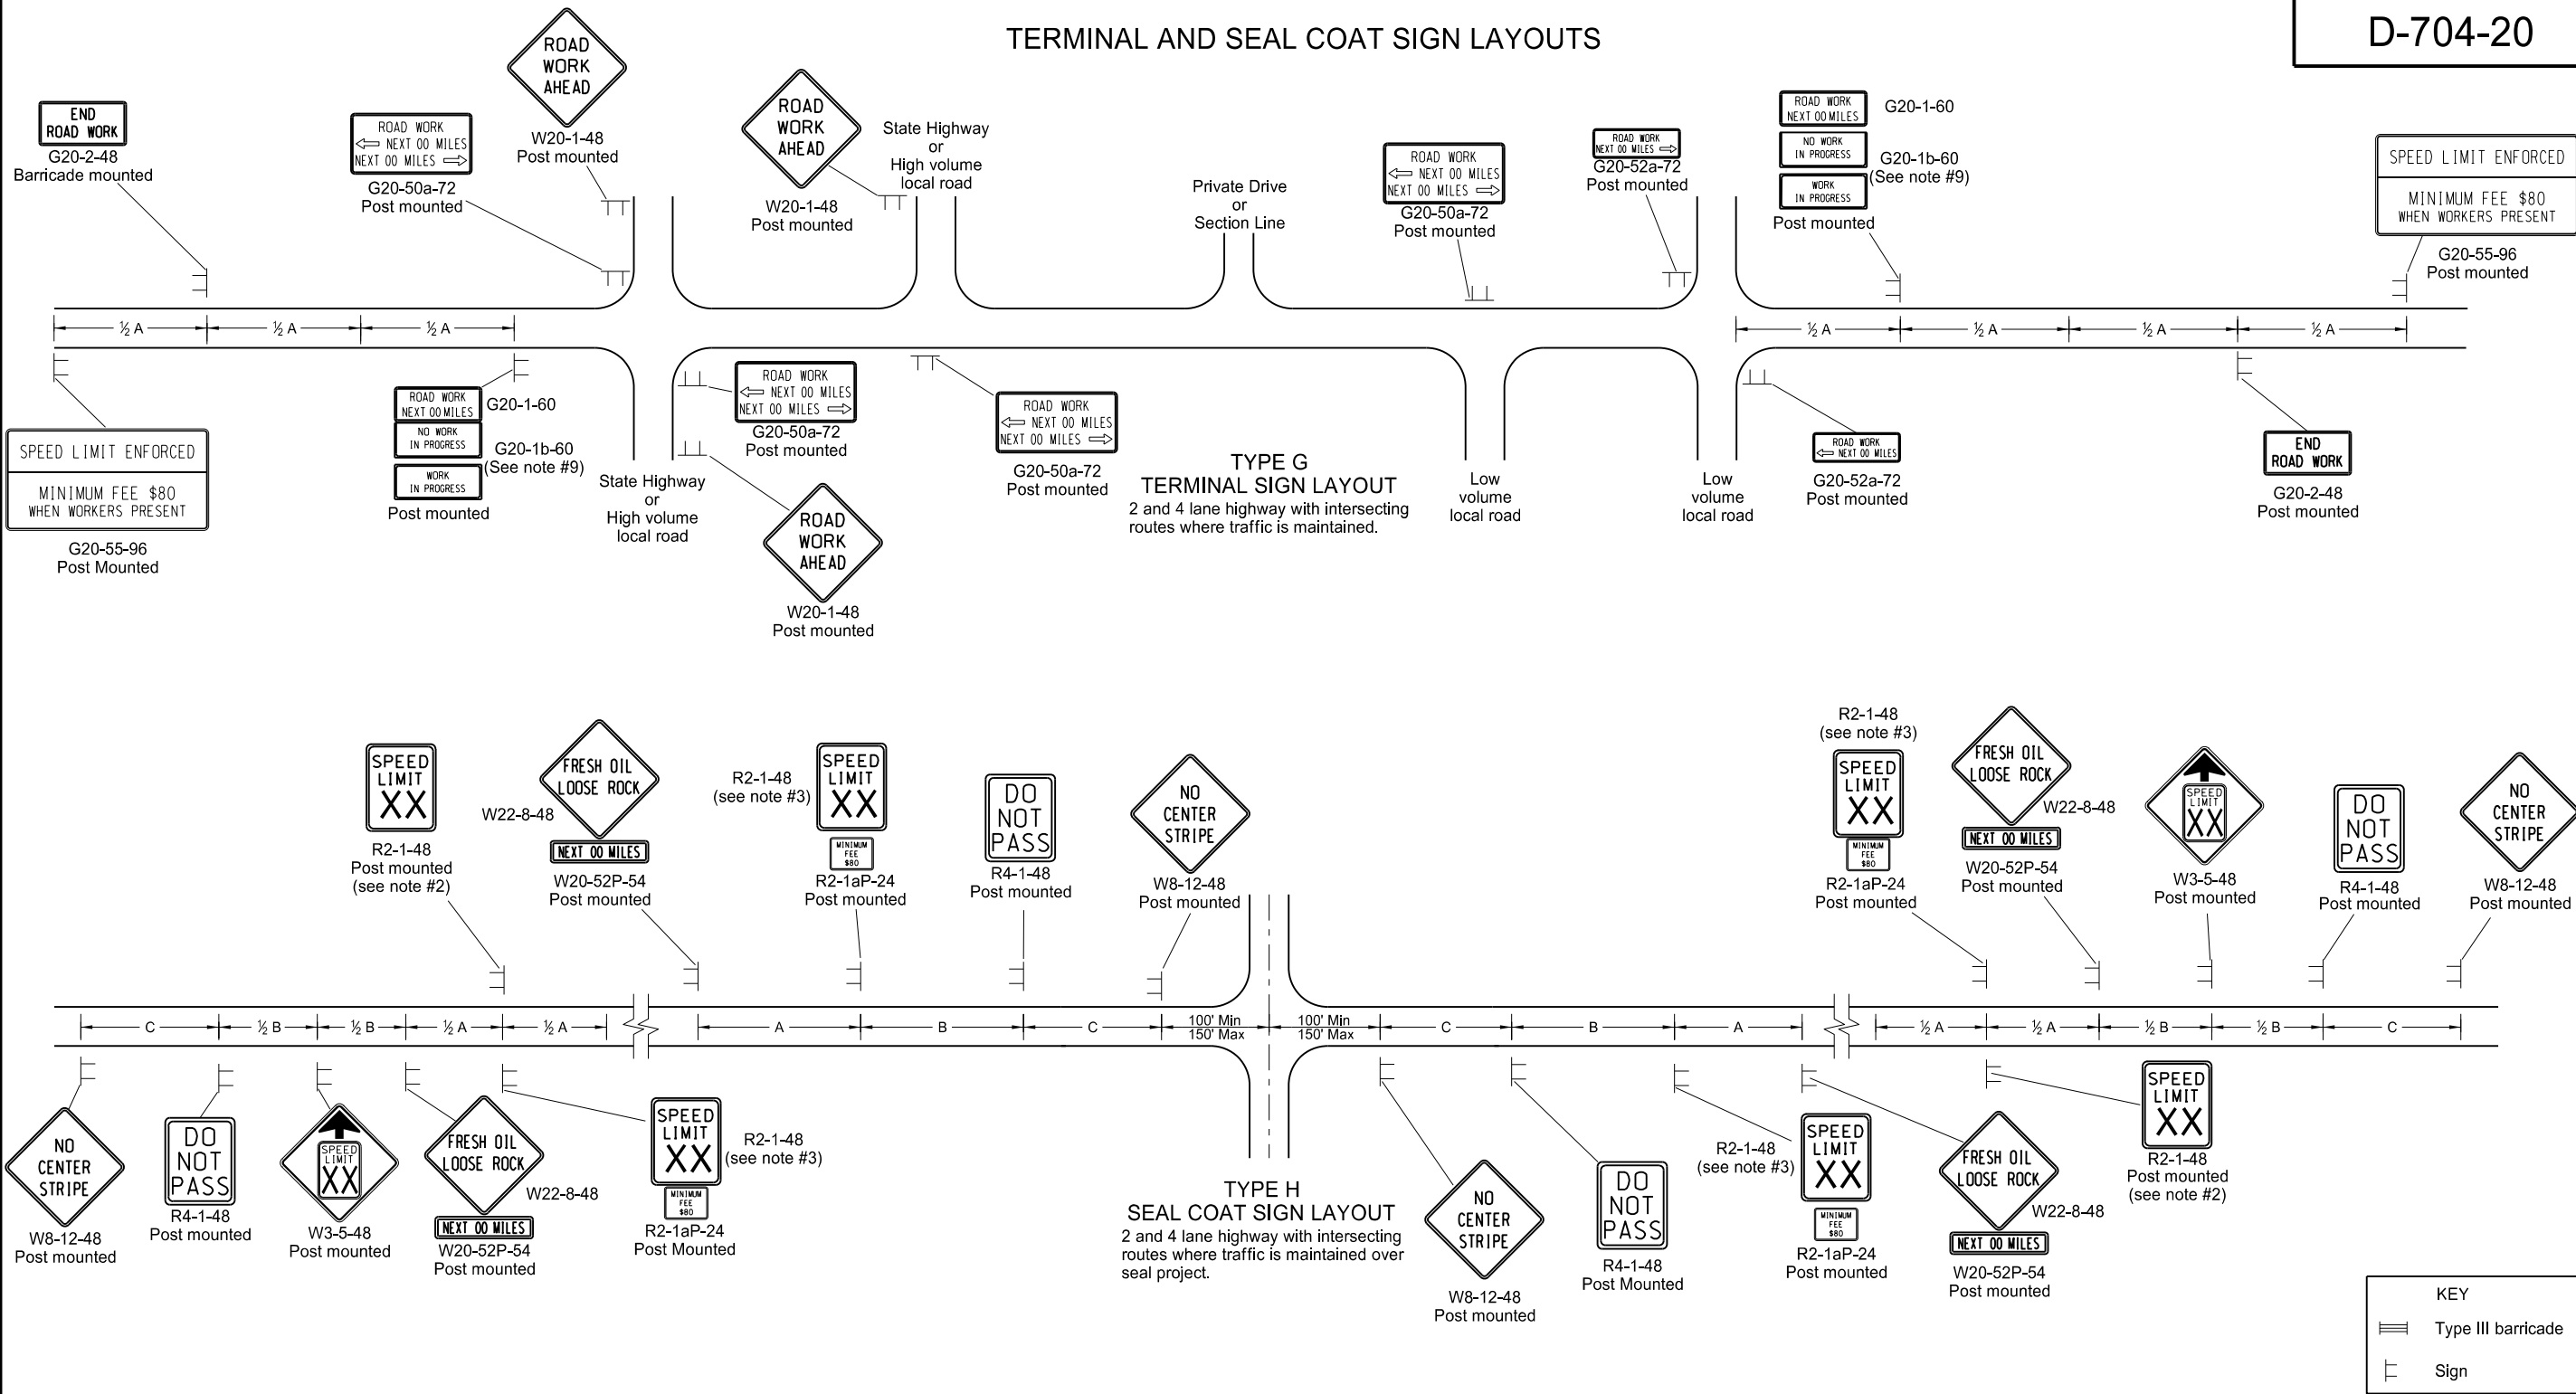 TERMINAL AND SEAL COAT SIGN LAYOUTS
D-704-20
END
ROAD WORK
G20-2-48
Barricade mounted
ROAD WORK
NEXT 00 MILES
NEXT 00 MILES
G20-50a-72
Post mounted
ROAD
WORK
AHEAD
W20-1-48
Post mounted
ROAD
WORK
AHEAD
W20-1-48
Post mounted
State Highway
or
High volume
local road
Private Drive
or
Section Line
ROAD WORK
NEXT 00 MILES
NEXT 00 MILES
G20-50a-72
Post mounted
ROAD WORK
NEXT 00 MILES
G20-52a-72
Post mounted
ROAD WORK
NEXT 00 MILES
G20-1-60
NO WORK
IN PROGRESS
G20-1b-60
(See note #9)
WORK
IN PROGRESS
Post mounted
SPEED LIMIT ENFORCED
MINIMUM FEE $80
WHEN WORKERS PRESENT
G20-55-96
Post mounted
½ A
½ A
½ A
½ A
½ A
½ A
½ A
SPEED LIMIT ENFORCED
MINIMUM FEE $80
WHEN WORKERS PRESENT
G20-55-96
Post Mounted
ROAD WORK
NEXT 00 MILES
G20-1-60
NO WORK
IN PROGRESS
G20-1b-60
(See note #9)
WORK
IN PROGRESS
Post mounted
State Highway
or
High volume
local road
ROAD WORK
NEXT 00 MILES
NEXT 00 MILES
G20-50a-72
Post mounted
ROAD
WORK
AHEAD
W20-1-48
Post mounted
ROAD WORK
NEXT 00 MILES
NEXT 00 MILES
G20-50a-72
Post mounted
TYPE G
TERMINAL SIGN LAYOUT
2 and 4 lane highway with intersecting
routes where traffic is maintained.
Low
volume
local road
Low
volume
local road
ROAD WORK
NEXT 00 MILES
G20-52a-72
Post mounted
END
ROAD WORK
G20-2-48
Post mounted
SPEED
LIMIT
XX
R2-1-48
Post mounted
(see note #2)
FRESH OIL
LOOSE ROCK
W22-8-48
NEXT 00 MILES
W20-52P-54
Post mounted
R2-1-48
(see note #3)
SPEED
LIMIT
XX
MINIMUM
FEE
$80
R2-1aP-24
Post mounted
DO
NOT
PASS
R4-1-48
Post mounted
NO
CENTER
STRIPE
W8-12-48
Post mounted
R2-1-48
(see note #3)
SPEED
LIMIT
XX
MINIMUM
FEE
$80
R2-1aP-24
Post mounted
FRESH OIL
LOOSE ROCK
W22-8-48
NEXT 00 MILES
W20-52P-54
Post mounted
SPEED
LIMIT
XX
W3-5-48
Post mounted
DO
NOT
PASS
R4-1-48
Post mounted
NO
CENTER
STRIPE
W8-12-48
Post mounted
C
½ B
½ B
½ A
½ A
A
B
C
100' Min
150' Max
100' Min
150' Max
C
B
A
½ A
½ A
½ B
½ B
C
NO
CENTER
STRIPE
W8-12-48
Post mounted
DO
NOT
PASS
R4-1-48
Post mounted
SPEED
LIMIT
XX
W3-5-48
Post mounted
FRESH OIL
LOOSE ROCK
W22-8-48
NEXT 00 MILES
W20-52P-54
Post mounted
SPEED
LIMIT
XX
R2-1-48
(see note #3)
MINIMUM
FEE
$80
R2-1aP-24
Post Mounted
TYPE H
SEAL COAT SIGN LAYOUT
2 and 4 lane highway with intersecting
routes where traffic is maintained over
seal project.
NO
CENTER
STRIPE
W8-12-48
Post mounted
DO
NOT
PASS
R4-1-48
Post Mounted
R2-1-48
(see note #3)
SPEED
LIMIT
XX
MINIMUM
FEE
$80
R2-1aP-24
Post mounted
FRESH OIL
LOOSE ROCK
W22-8-48
NEXT 00 MILES
W20-52P-54
Post mounted
SPEED
LIMIT
XX
R2-1-48
Post mounted
(see note #2)
KEY
Type III barricade
Sign